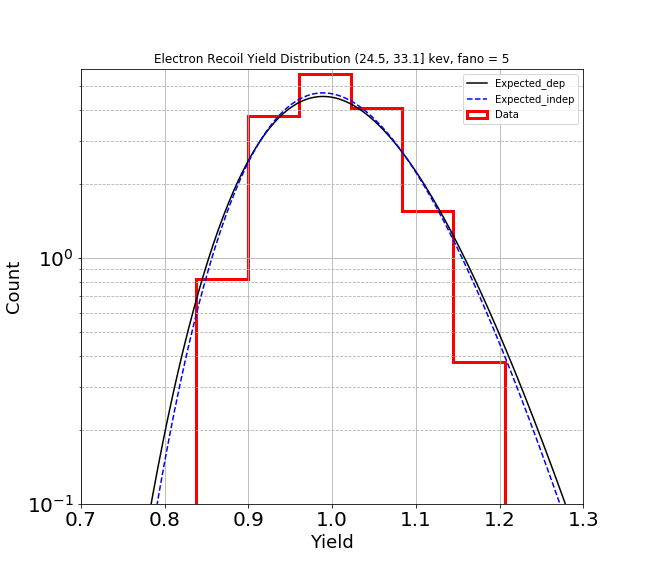 Electron Recoil Yield Distribution (24.5, 33.1] kev, fano = 5
Expected_dep
Expected_indep
Data
Count
10⁰
10⁻¹
0.7 0.8 0.9 1.0 1.1 1.2 1.3
Yield